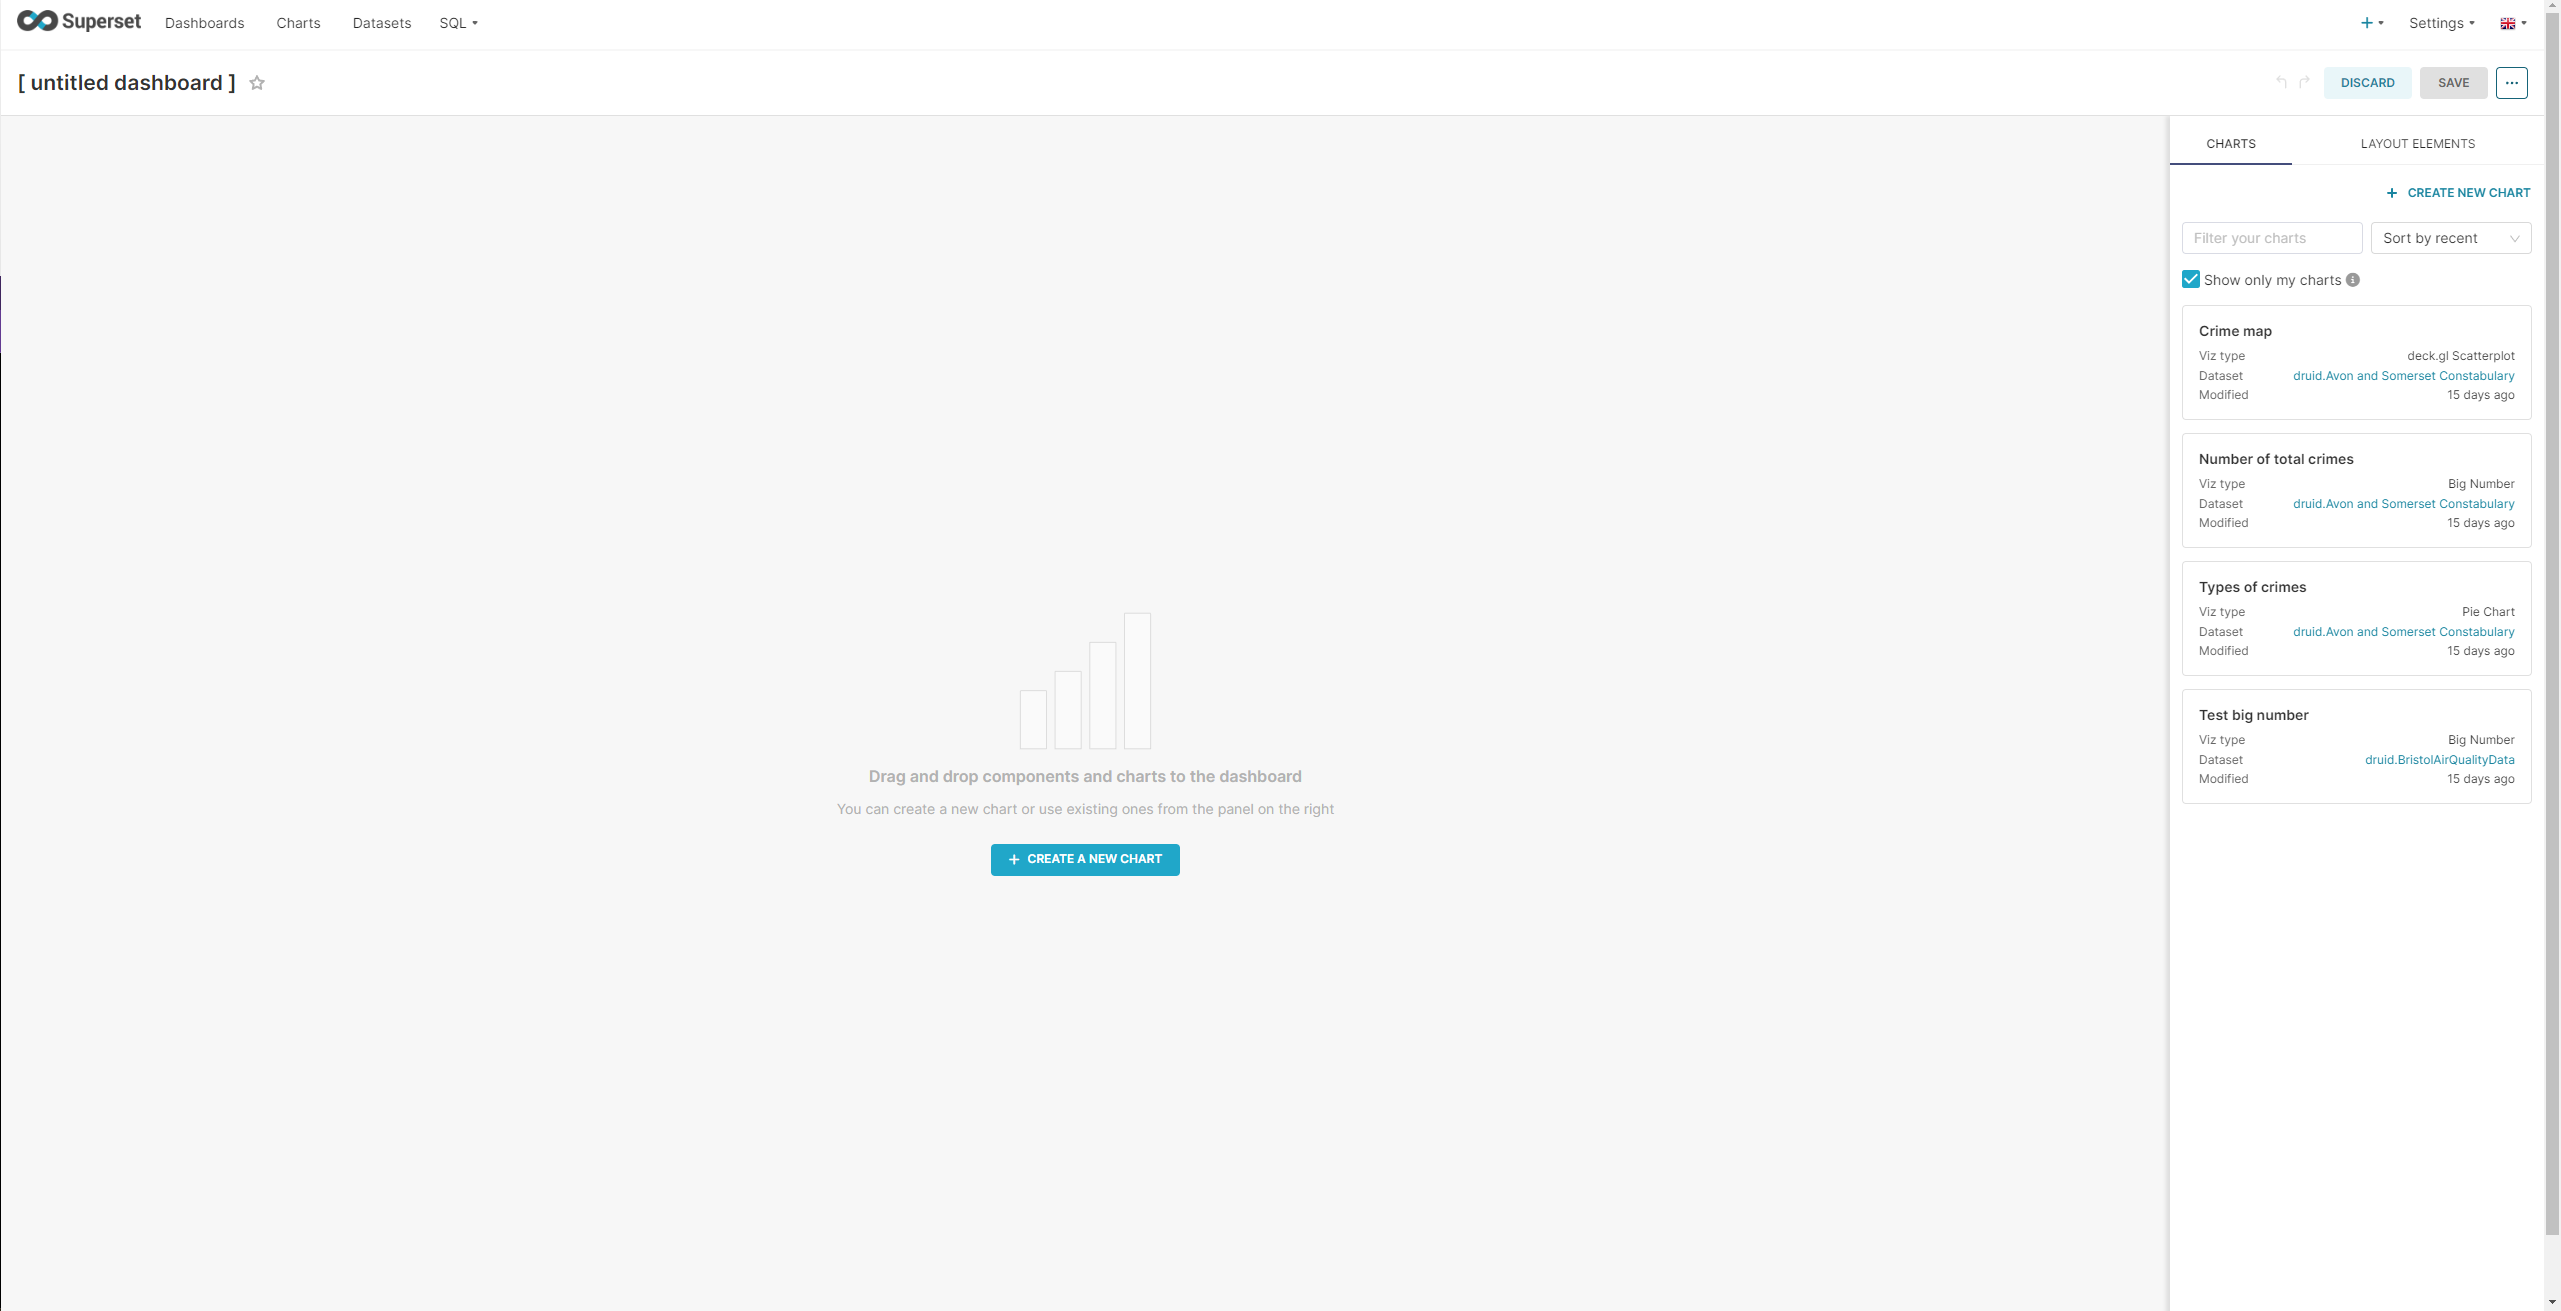 Superset Dashboards Charts Datasets SQL Settings
[ untitled dashboard ] DISCARD SAVE ...
CHARTS LAYOUT ELEMENTS
+ CREATE NEW CHART
Filter your charts Sort by recent
Show only my charts
Crime map
Viz type deck.gl Scatterplot
Dataset druid.Avon and Somerset Constabulary
Modified 15 days ago
Number of total crimes
Viz type Big Number
Dataset druid.Avon and Somerset Constabulary
Modified 15 days ago
Types of crimes
Viz type Pie Chart
Dataset druid.Avon and Somerset Constabulary
Modified 15 days ago
Test big number
Viz type Big Number
Dataset druid.BristolAirQualityData
Modified 15 days ago
Drag and drop components and charts to the dashboard
You can create a new chart or use existing ones from the panel on the right
+ CREATE A NEW CHART